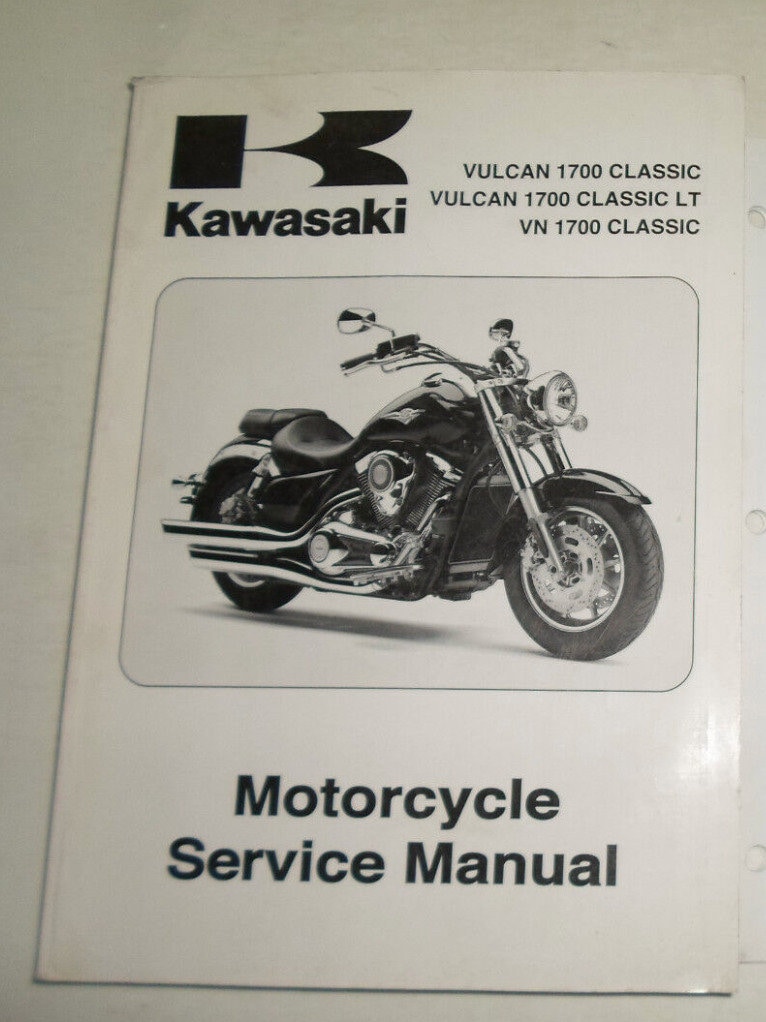 Kawasaki
VULCAN 1700 CLASSIC
VULCAN 1700 CLASSIC LT
VN 1700 CLASSIC
Motorcycle
Service Manual